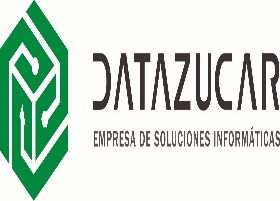 DATAZUCAR
EMPRESA DE SOLUCIONES INFORMÁTICAS